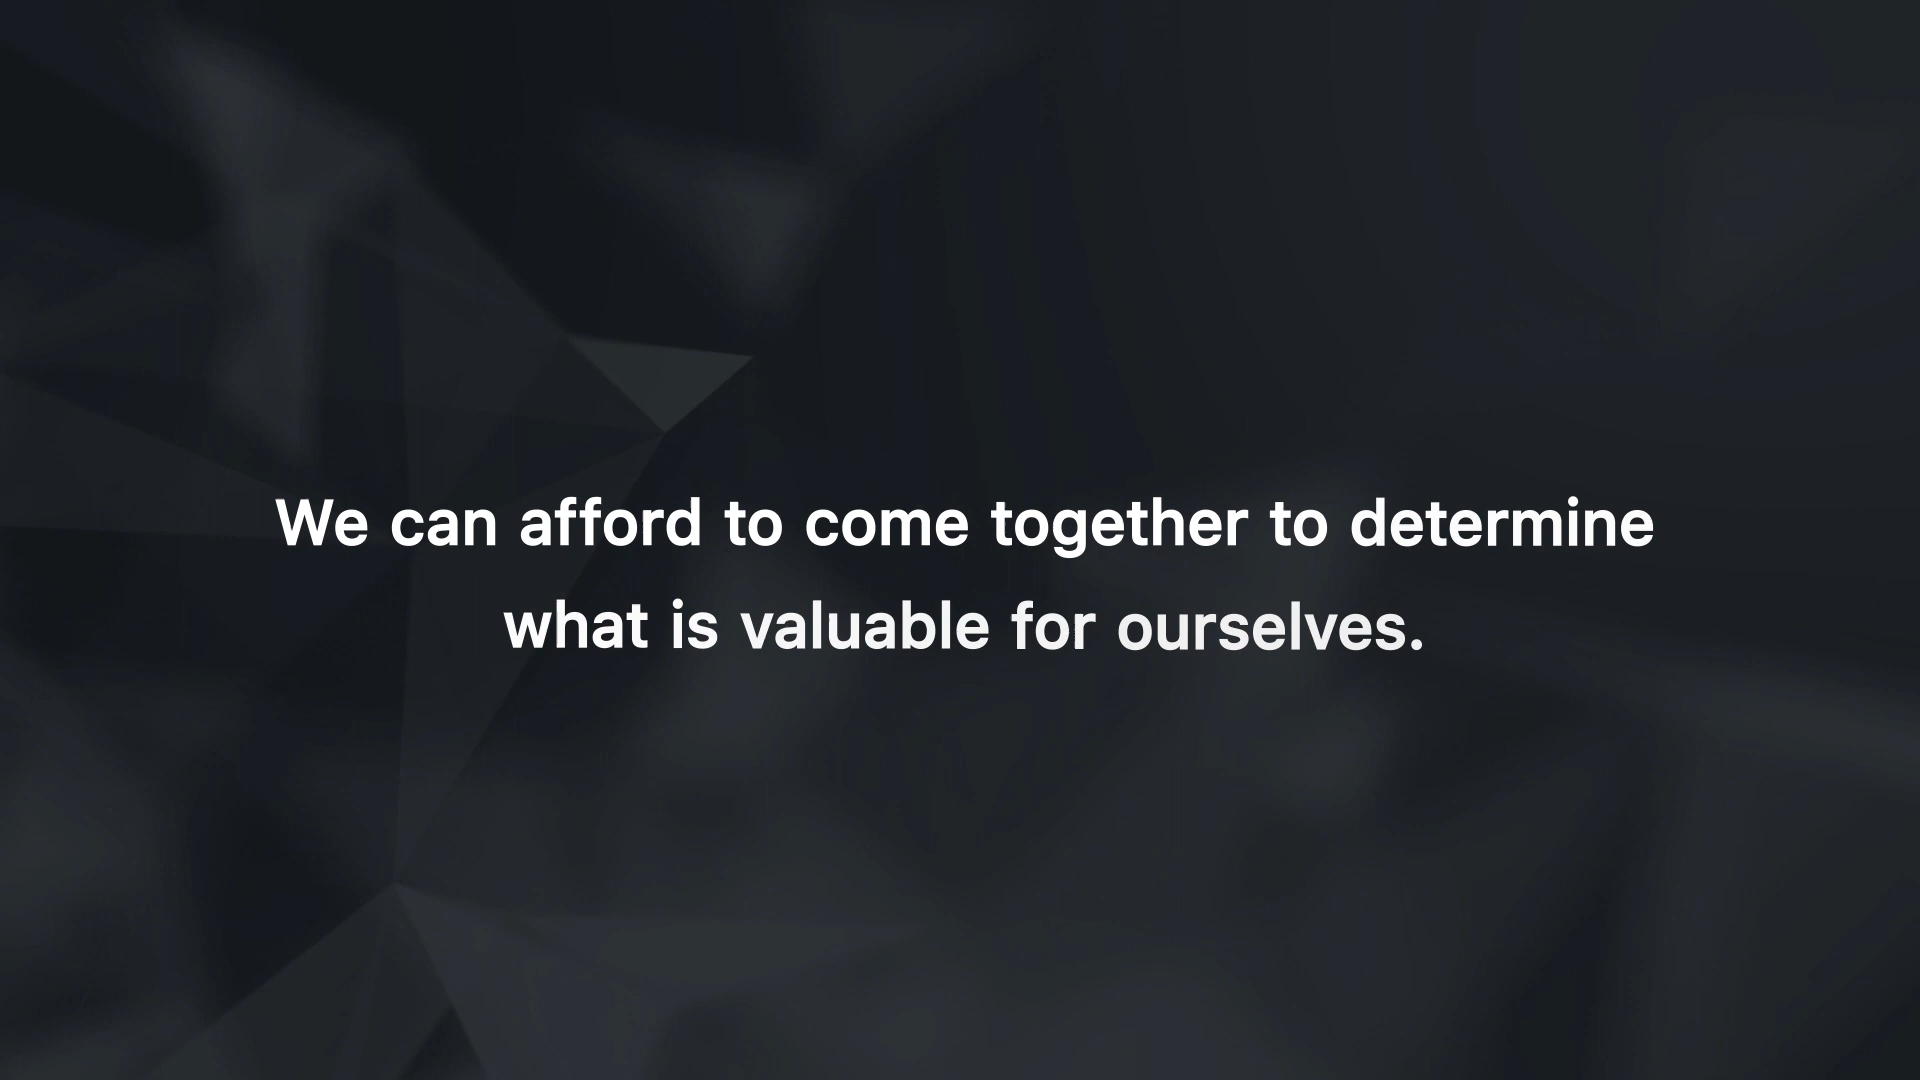 We can afford to come together to determine
what is valuable for ourselves.